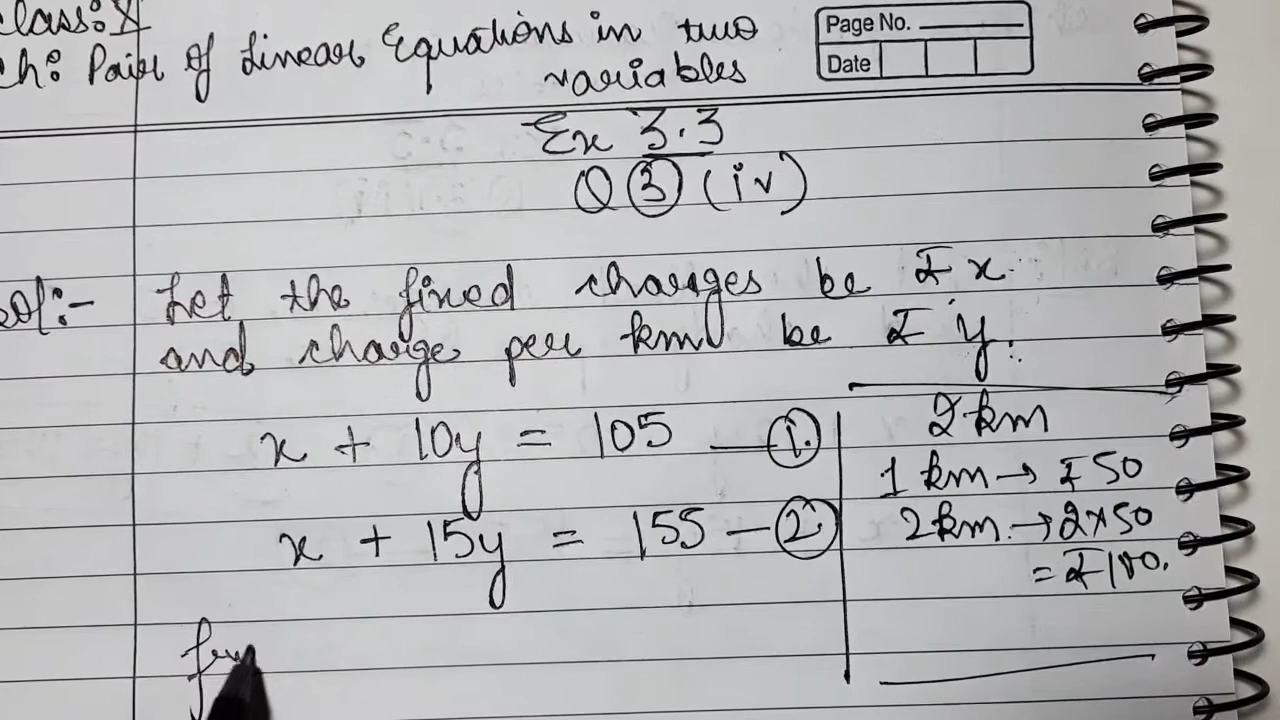 Class: X
Ch: Pair of Linear Equations in two
variables
Page No.
Date
Ex 3.3
Q (3) (iv)
Sol:- Let the fixed charges be ₹ x.
and charge per km be ₹ y.
x + 10y = 105 — (1.)
x + 15y = 155 — (2.)
2 km
1 km → ₹ 50
2 km → 2×50
= ₹ 100.